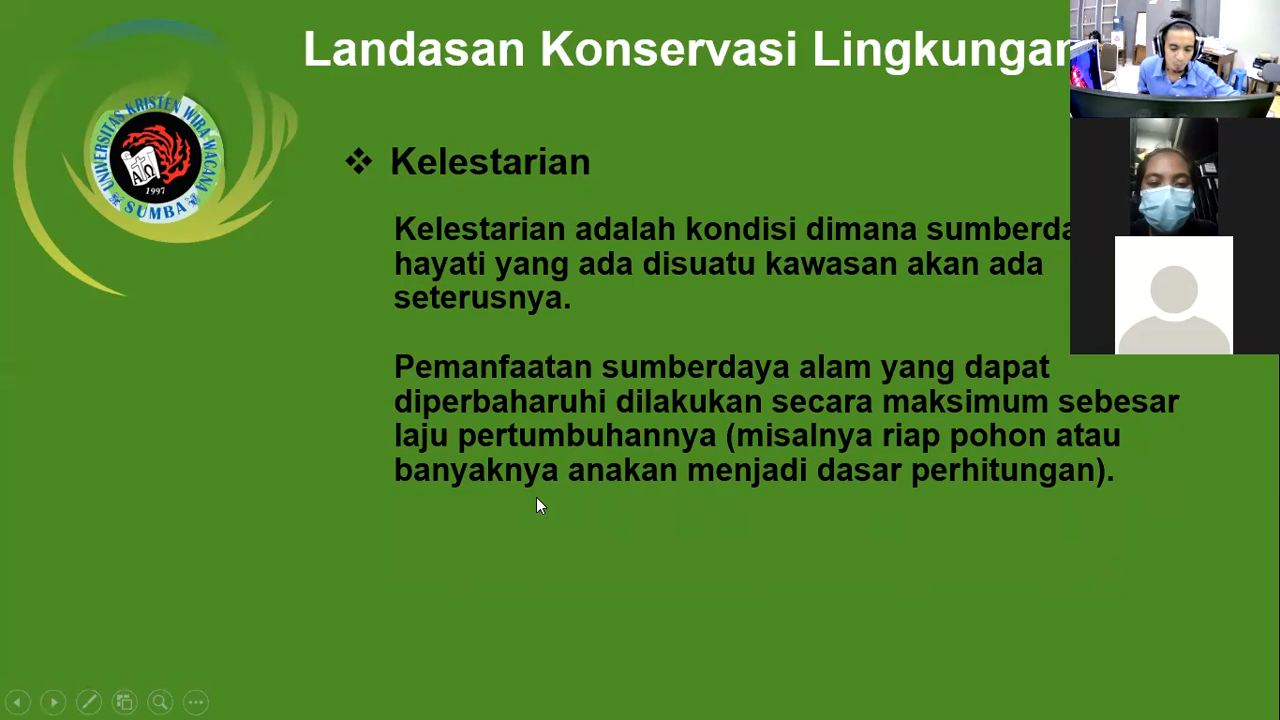 Landasan Konservasi Lingkungan
UNIVERSITAS KRISTEN WIRA WACANA
SUMBA
1997
AΩ
❖ Kelestarian
Kelestarian adalah kondisi dimana
hayati yang ada disuatu kawasan akan ada
seterusnya.
Pemanfaatan sumberdaya alam yang dapat
diperbaharuhi dilakukan secara maksimum sebesar
laju pertumbuhannya (misalnya riap pohon atau
banyaknya anakan menjadi dasar perhitungan).